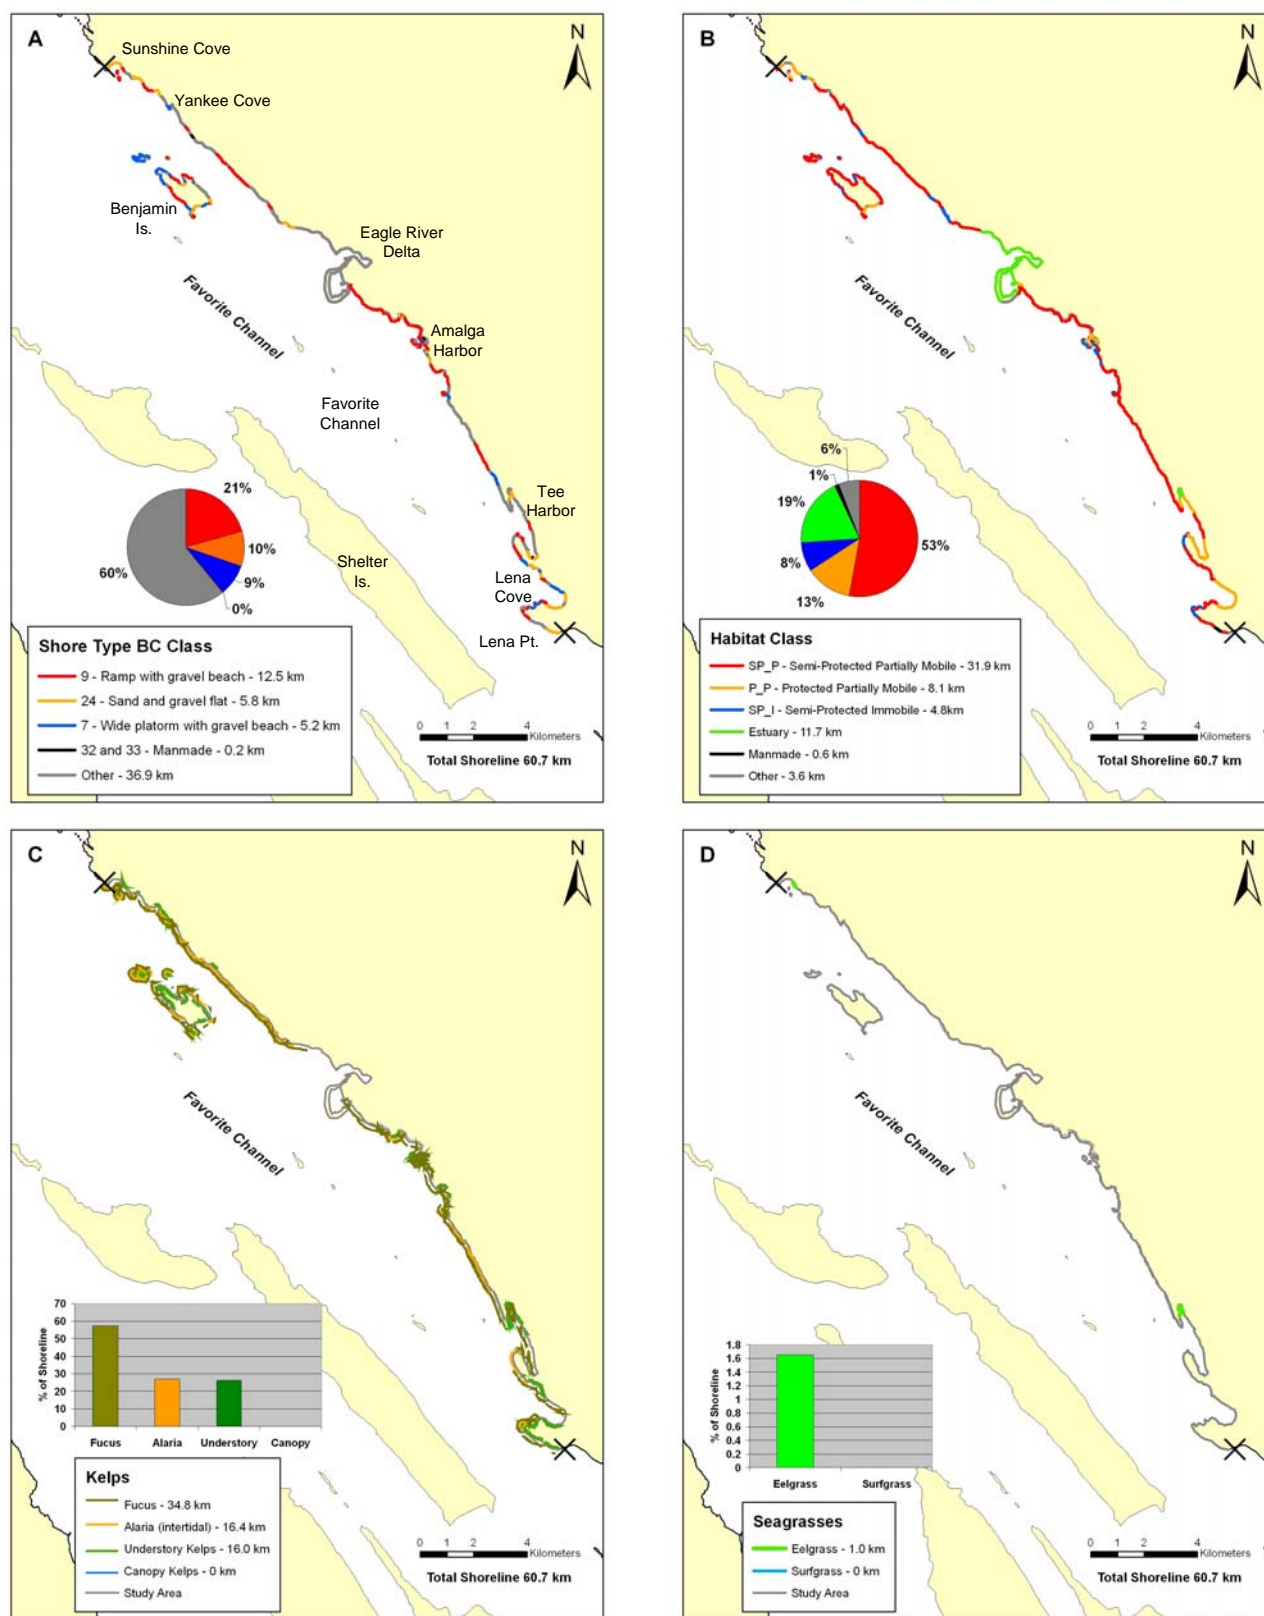 A
N
Sunshine Cove
Yankee Cove
Benjamin
Is.
Eagle River
Delta
Favorite Channel
Amalga
Harbor
Favorite
Channel
Tee
Harbor
Shelter
Is.
Lena
Cove
Lena Pt.
21%
10%
9%
0%
60%
Shore Type BC Class
9 - Ramp with gravel beach - 12.5 km
24 - Sand and gravel flat - 5.8 km
7 - Wide platorm with gravel beach - 5.2 km
32 and 33 - Manmade - 0.2 km
Other - 36.9 km
0 1 2 4
Kilometers
Total Shoreline 60.7 km
B
N
Favorite Channel
6%
1%
19%
53%
8%
13%
Habitat Class
SP_P - Semi-Protected Partially Mobile - 31.9 km
P_P - Protected Partially Mobile - 8.1 km
SP_I - Semi-Protected Immobile - 4.8km
Estuary - 11.7 km
Manmade - 0.6 km
Other - 3.6 km
0 1 2 4
Kilometers
Total Shoreline 60.7 km
C
N
Favorite Channel
% of Shoreline
70
60
50
40
30
20
10
0
Fucus Alaria Understory Canopy
Kelps
Fucus - 34.8 km
Alaria (intertidal) - 16.4 km
Understory Kelps - 16.0 km
Canopy Kelps - 0 km
Study Area
0 1 2 4
Kilometers
Total Shoreline 60.7 km
D
N
Favorite Channel
% of Shoreline
1.8
1.6
1.4
1.2
1
0.8
0.6
0.4
0.2
0
Eelgrass Surfgrass
Seagrasses
Eelgrass - 1.0 km
Surfgrass - 0 km
Study Area
0 1 2 4
Kilometers
Total Shoreline 60.7 km